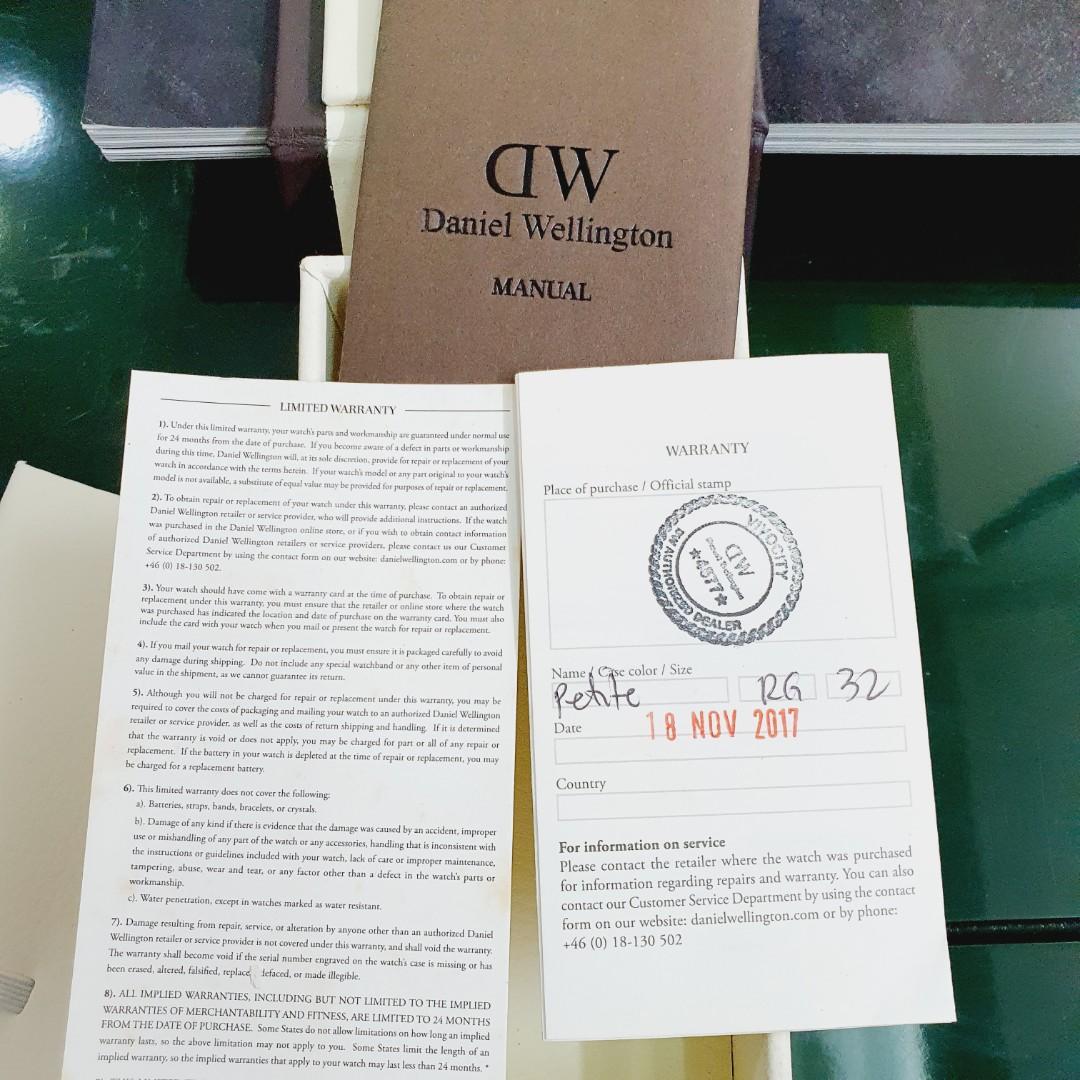 DW
Daniel Wellington
MANUAL
LIMITED WARRANTY
1). Under this limited warranty, your watch's parts and workmanship are guaranteed under normal use
for 24 months from the date of purchase. If you become aware of a defect in parts or workmanship
during this time, Daniel Wellington will, at its sole discretion, provide for repair or replacement of your
watch in accordance with the terms herein. If your watch's model or any part original to your watch's
model is not available, a substitute of equal value may be provided for purposes of repair or replacement.
2). To obtain repair or replacement of your watch under this warranty, please contact an authorized
Daniel Wellington retailer or service provider, who will provide additional instructions. If the watch
was purchased in the Daniel Wellington online store, or if you wish to obtain contact information
of authorized Daniel Wellington retailers or service providers, please contact us our Customer
Service Department by using the contact form on our website: danielwellington.com or by phone:
+46 (0) 18-130 502.
3). Your watch should have come with a warranty card at the time of purchase. To obtain repair or
replacement under this warranty, you must ensure that the retailer or online store where the watch
was purchased has indicated the location and date of purchase on the warranty card. You must also
include the card with your watch when you mail or present the watch for repair or replacement.
4). If you mail your watch for repair or replacement, you must ensure it is packaged carefully to avoid
any damage during shipping. Do not include any special watchband or any other item of personal
value in the shipment, as we cannot guarantee its return.
5). Although you will not be charged for repair or replacement under this warranty, you may be
required to cover the costs of packaging and mailing your watch to an authorized Daniel Wellington
retailer or service provider, as well as the costs of return shipping and handling. If it is determined
that the warranty is void or does not apply, you may be charged for part or all of any repair or
replacement. If the battery in your watch is depleted at the time of repair or replacement, you may
be charged for a replacement battery.
6). This limited warranty does not cover the following:
a). Batteries, straps, bands, bracelets, or crystals.
b). Damage of any kind if there is evidence that the damage was caused by an accident, improper
use or mishandling of any part of the watch or any accessories, handling that is inconsistent with
the instructions or guidelines included with your watch, lack of care or improper maintenance,
tampering, abuse, wear and tear, or any factor other than a defect in the watch's parts or
workmanship.
c). Water penetration, except in watches marked as water resistant.
7). Damage resulting from repair, service, or alteration by anyone other than an authorized Daniel
Wellington retailer or service provider is not covered under this warranty, and shall void the warranty.
The warranty shall become void if the serial number engraved on the watch's case is missing or has
been erased, altered, falsified, replace defaced, or made illegible.
8). ALL IMPLIED WARRANTIES, INCLUDING BUT NOT LIMITED TO THE IMPLIED
WARRANTIES OF MERCHANTABILITY AND FITNESS, ARE LIMITED TO 24 MONTHS
FROM THE DATE OF PURCHASE. Some States do not allow limitations on how long an implied
warranty lasts, so the above limitation may not apply to you. Some States limit the length of an
implied warranty, so the implied warranties that apply to your watch may last less than 24 months. *
WARRANTY
Place of purchase / Official stamp
VITOCITY
DW AUTHORIZED DEALER
DW
Daniel Wellington
★4577★
Name / Case color / Size
Petite RG 32
Date
18 NOV 2017
Country
For information on service
Please contact the retailer where the watch was purchased
for information regarding repairs and warranty. You can also
contact our Customer Service Department by using the contact
form on our website: danielwellington.com or by phone:
+46 (0) 18-130 502